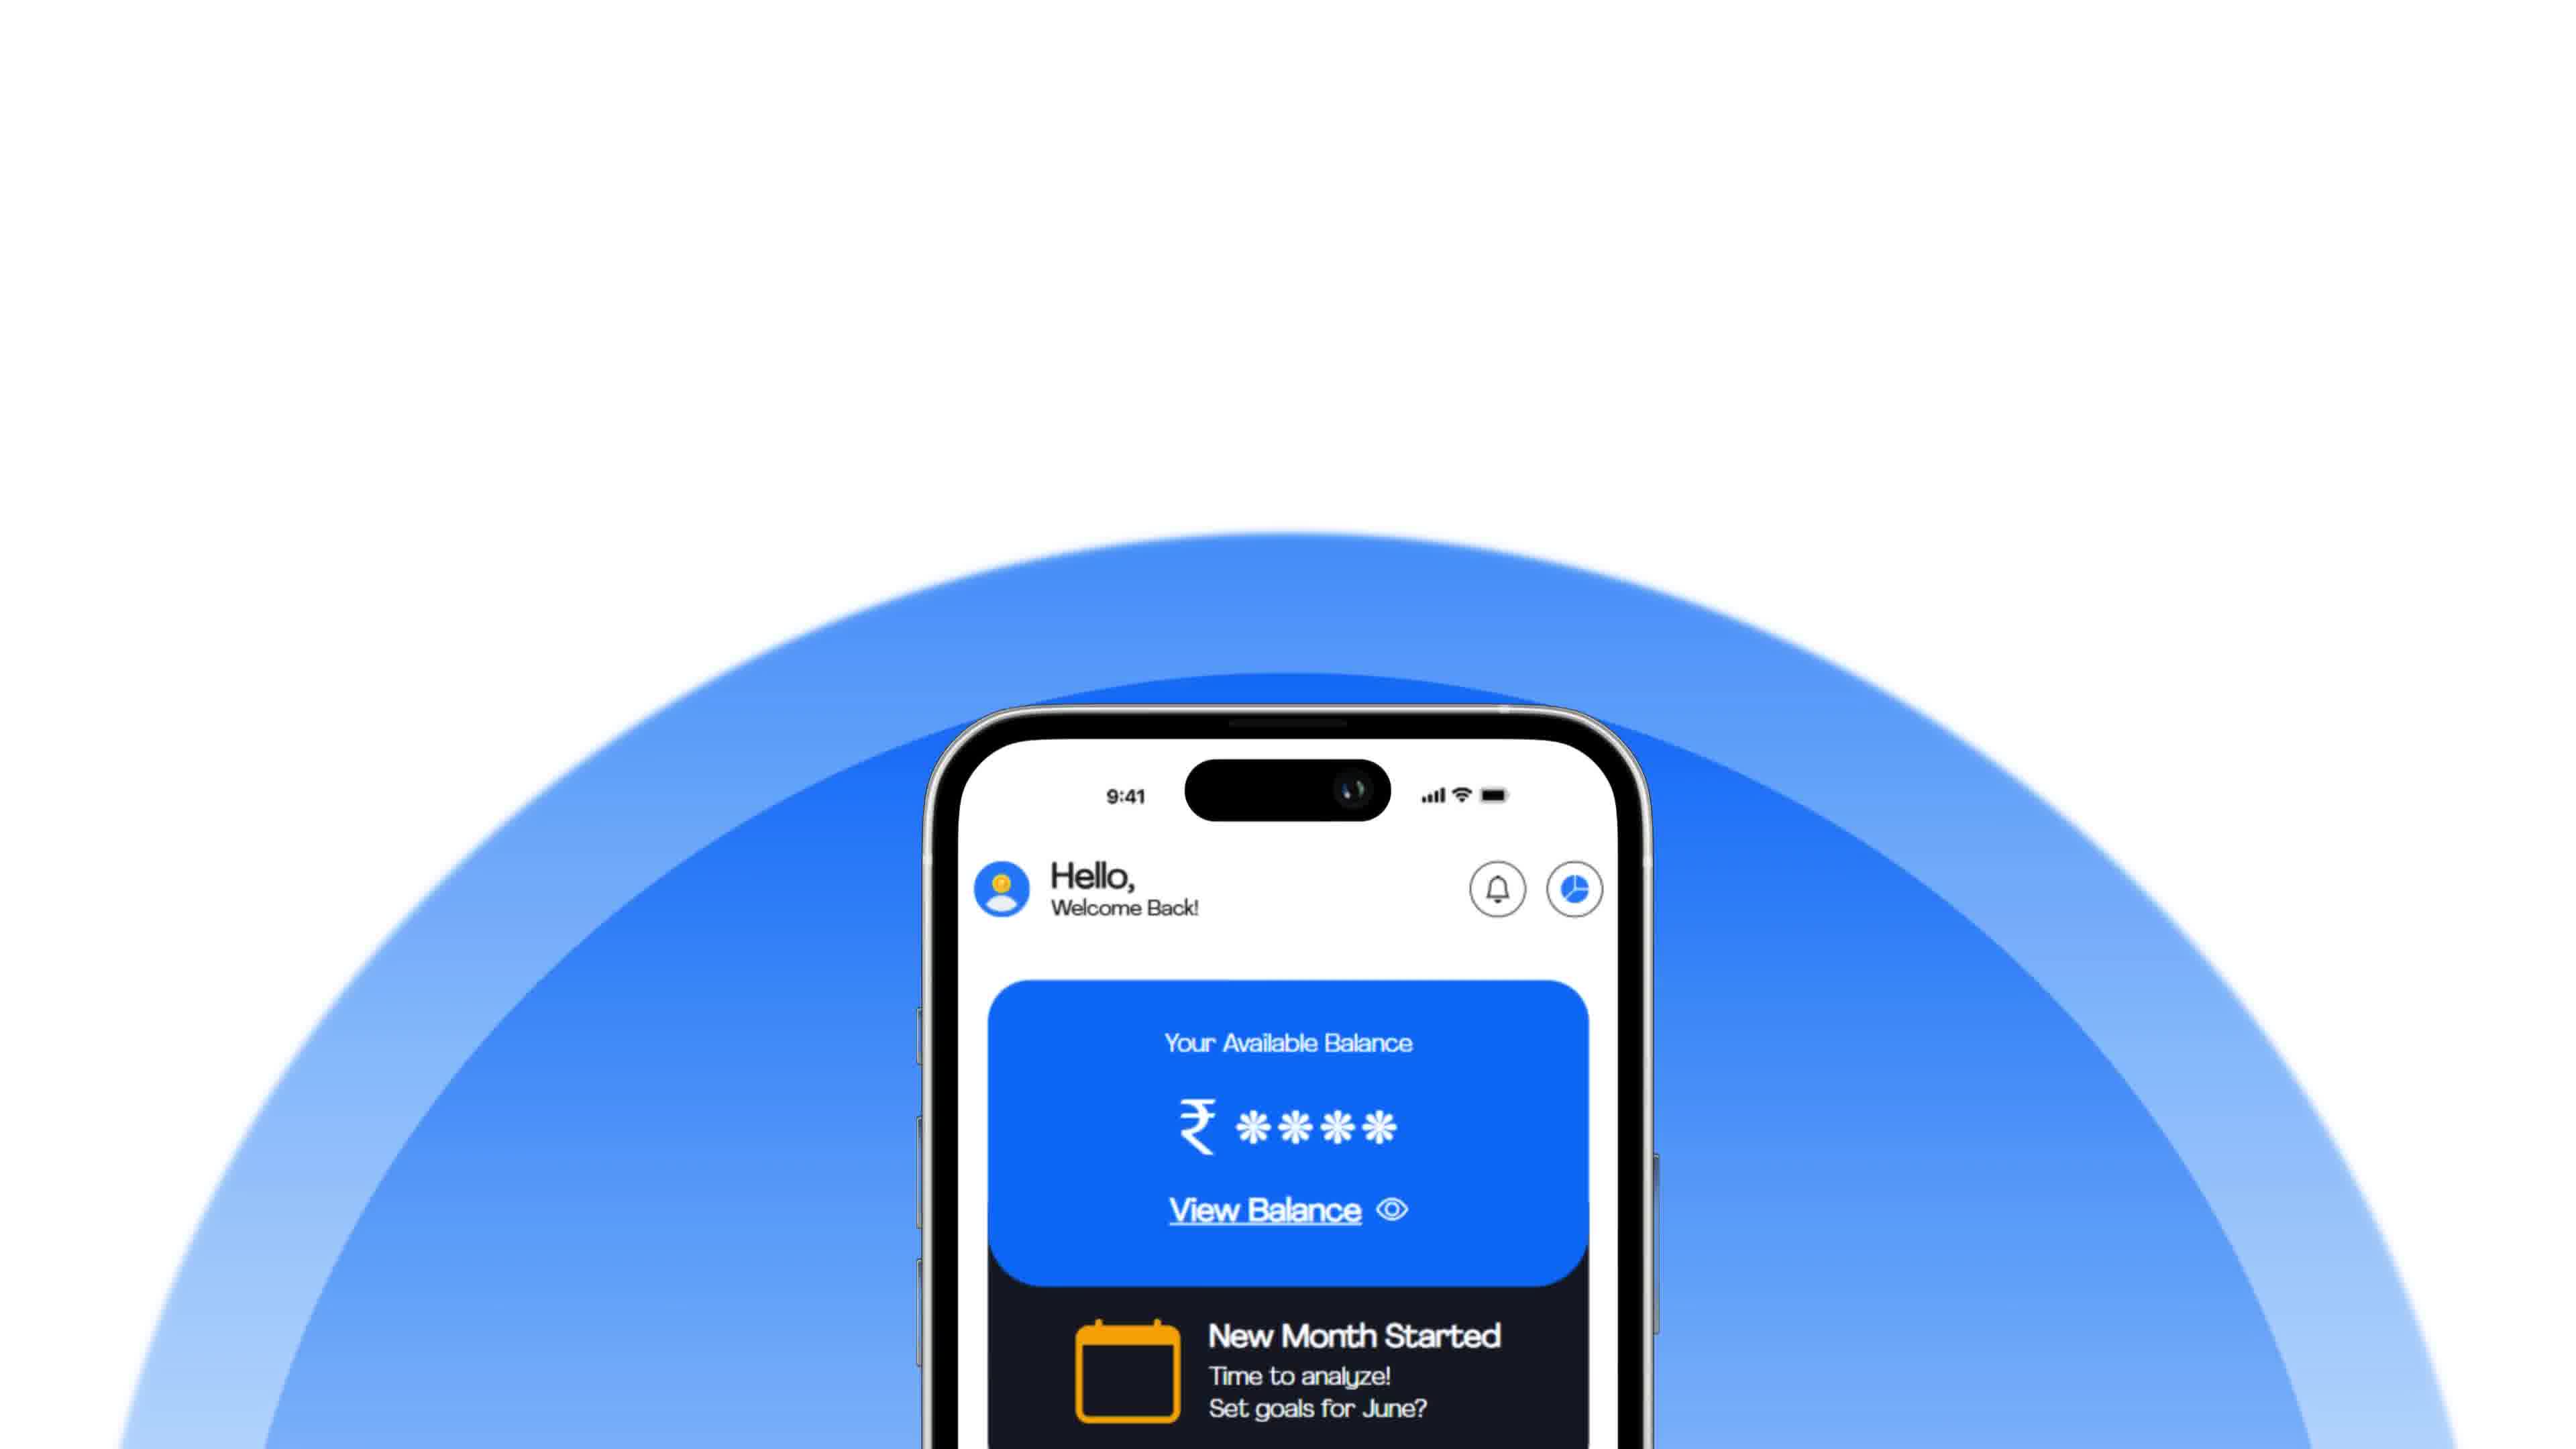 9:41
Hello,
Welcome Back!
Your Available Balance
₹ ****
View Balance
New Month Started
Time to analyze!
Set goals for June?